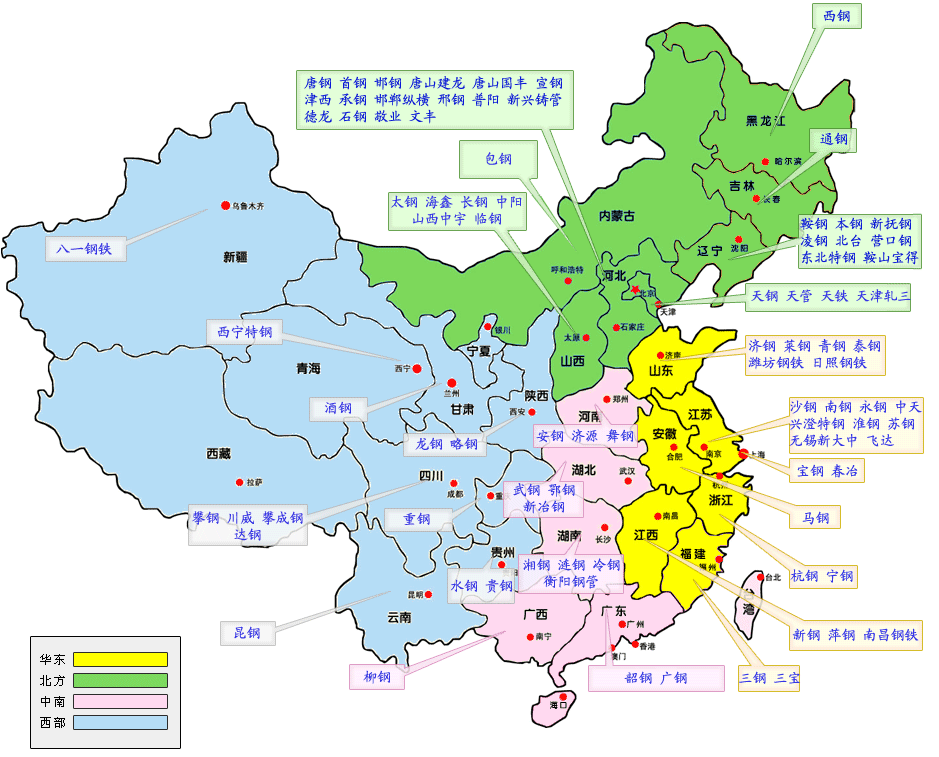 西钢
唐钢 首钢 邯钢 唐山建龙 唐山国丰 宣钢
津西 承钢 邯郸纵横 邢钢 普阳 新兴铸管
德龙 石钢 敬业 文丰
黑龙江
通钢
包钢
哈尔滨
吉林
长春
太钢 海鑫 长钢 中阳
山西中宇 临钢
乌鲁木齐
内蒙古
鞍钢 本钢 新抚钢
凌钢 北台 营口钢
东北特钢 鞍山宝得
辽宁
沈阳
八一钢铁
新疆
呼和浩特
河北
北京
天钢 天管 天铁 天津轧三
天津
西宁特钢
银川
石家庄
太原
宁夏
山西
济钢 莱钢 青钢 泰钢
潍坊钢铁 日照钢铁
济南
山东
青海
西宁
兰州
陕西
酒钢
甘肃
西安
郑州
河南
江苏
沙钢 南钢 永钢 中天
兴澄特钢 淮钢 苏钢
无锡新大中 飞达
安钢 济源 舞钢
安徽
龙钢 略钢
合肥
南京
上海
西藏
拉萨
四川
成都
湖北
武汉
宝钢 春冶
武钢 鄂钢
新冶钢
浙江
攀钢 川威 攀成钢
达钢
重钢
马钢
南昌
江西
湖南
长沙
贵州
福建
福州
湘钢 涟钢 冷钢
衡阳钢管
水钢 贵钢
杭钢 宁钢
台北
昆明
云南
广西
广东
广州
昆钢
南宁
香港
澳门
新钢 萍钢 南昌钢铁
柳钢
韶钢 广钢
三钢 三宝
海口
华东
北方
中南
西部